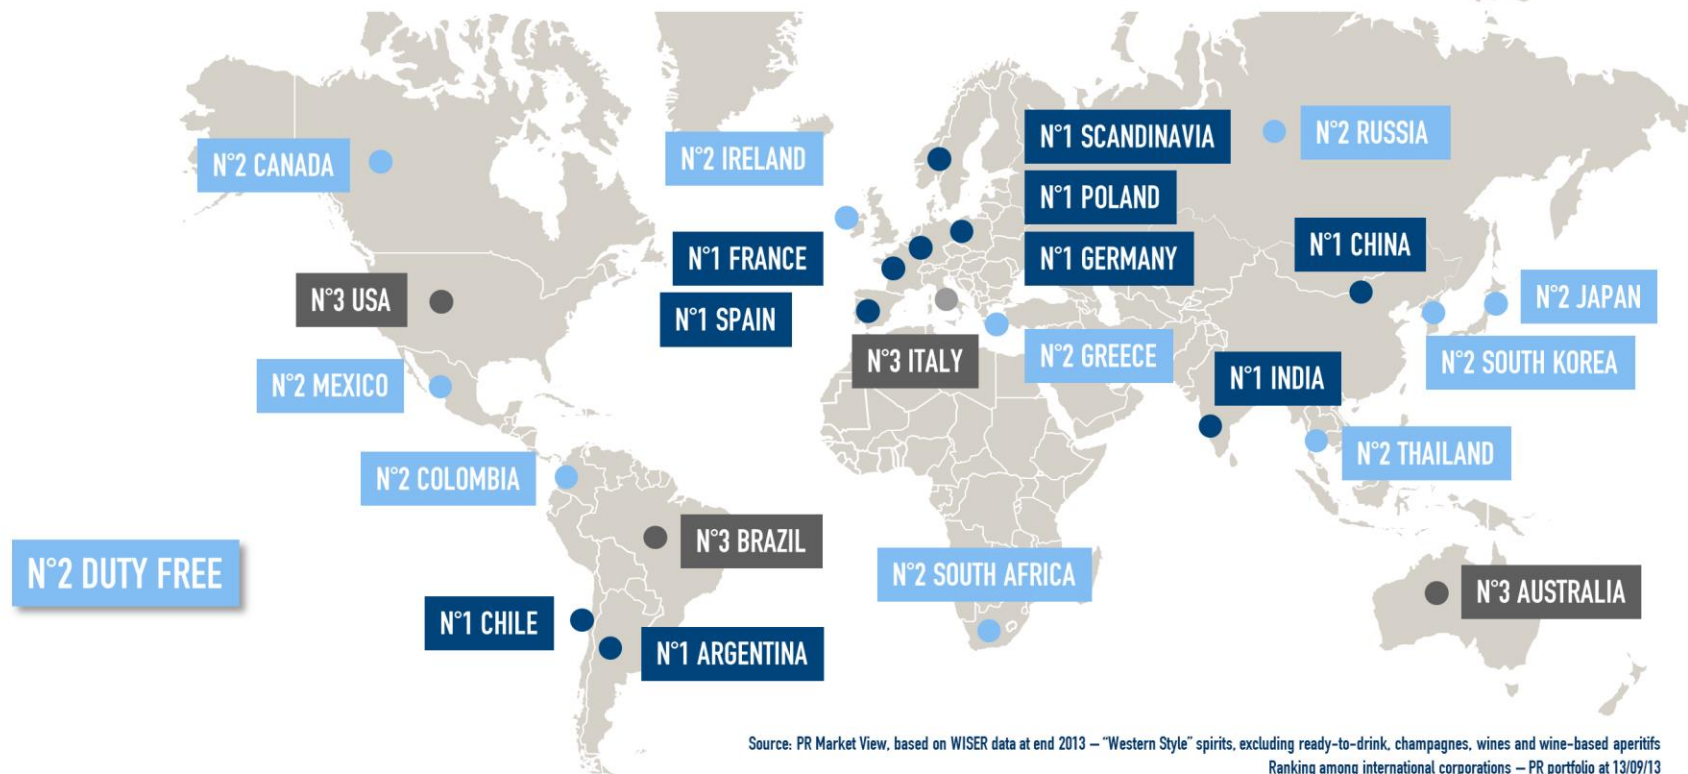 N°1 SCANDINAVIA
N°2 RUSSIA
N°2 CANADA
N°2 IRELAND
N°1 POLAND
N°1 FRANCE
N°1 GERMANY
N°1 CHINA
N°3 USA
N°1 SPAIN
N°2 JAPAN
N°3 ITALY
N°2 GREECE
N°2 SOUTH KOREA
N°2 MEXICO
N°1 INDIA
N°2 THAILAND
N°2 COLOMBIA
N°3 BRAZIL
N°2 DUTY FREE
N°2 SOUTH AFRICA
N°3 AUSTRALIA
N°1 CHILE
N°1 ARGENTINA
Source: PR Market View, based on WISER data at end 2013 – “Western Style” spirits, excluding ready-to-drink, champagnes, wines and wine-based aperitifs
Ranking among international corporations – PR portfolio at 13/09/13